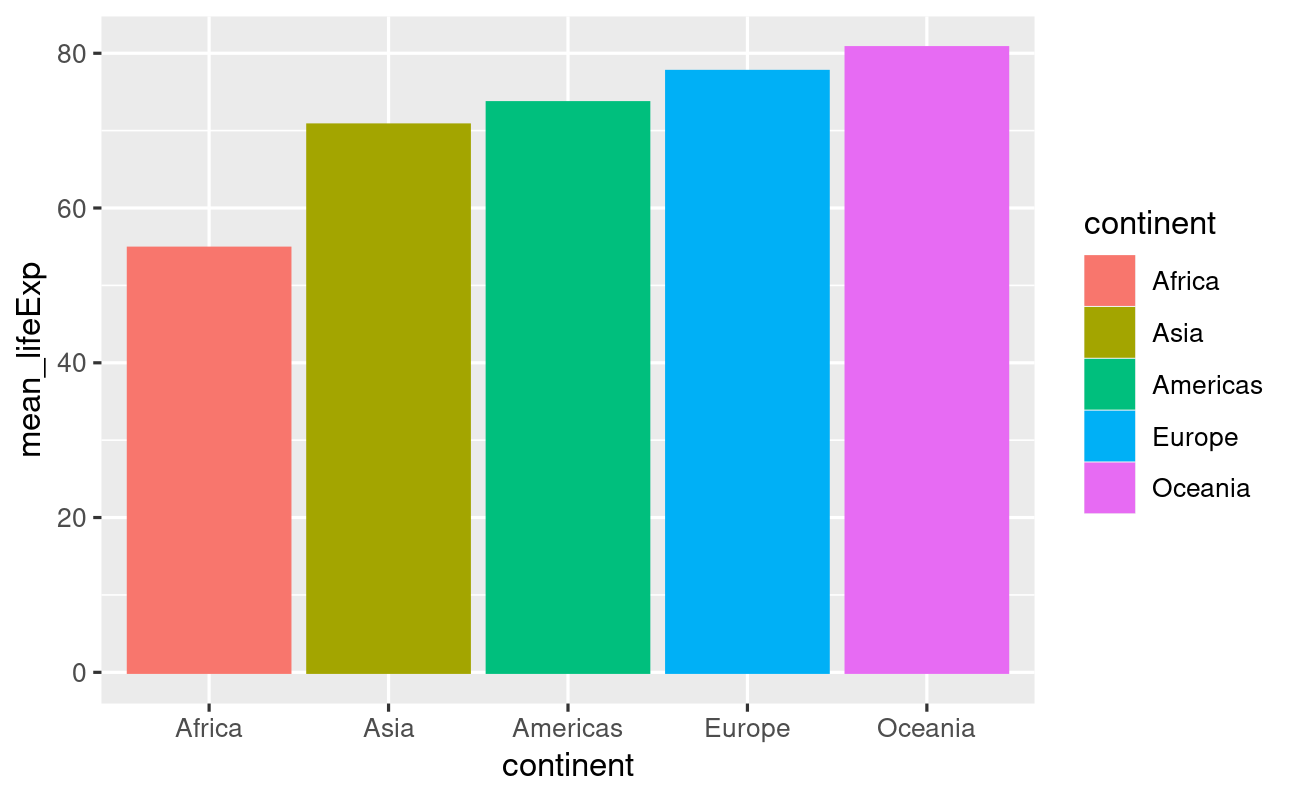 80
60
40
20
0
mean_lifeExp
Africa
Asia
Americas
Europe
Oceania
continent
continent
Africa
Asia
Americas
Europe
Oceania